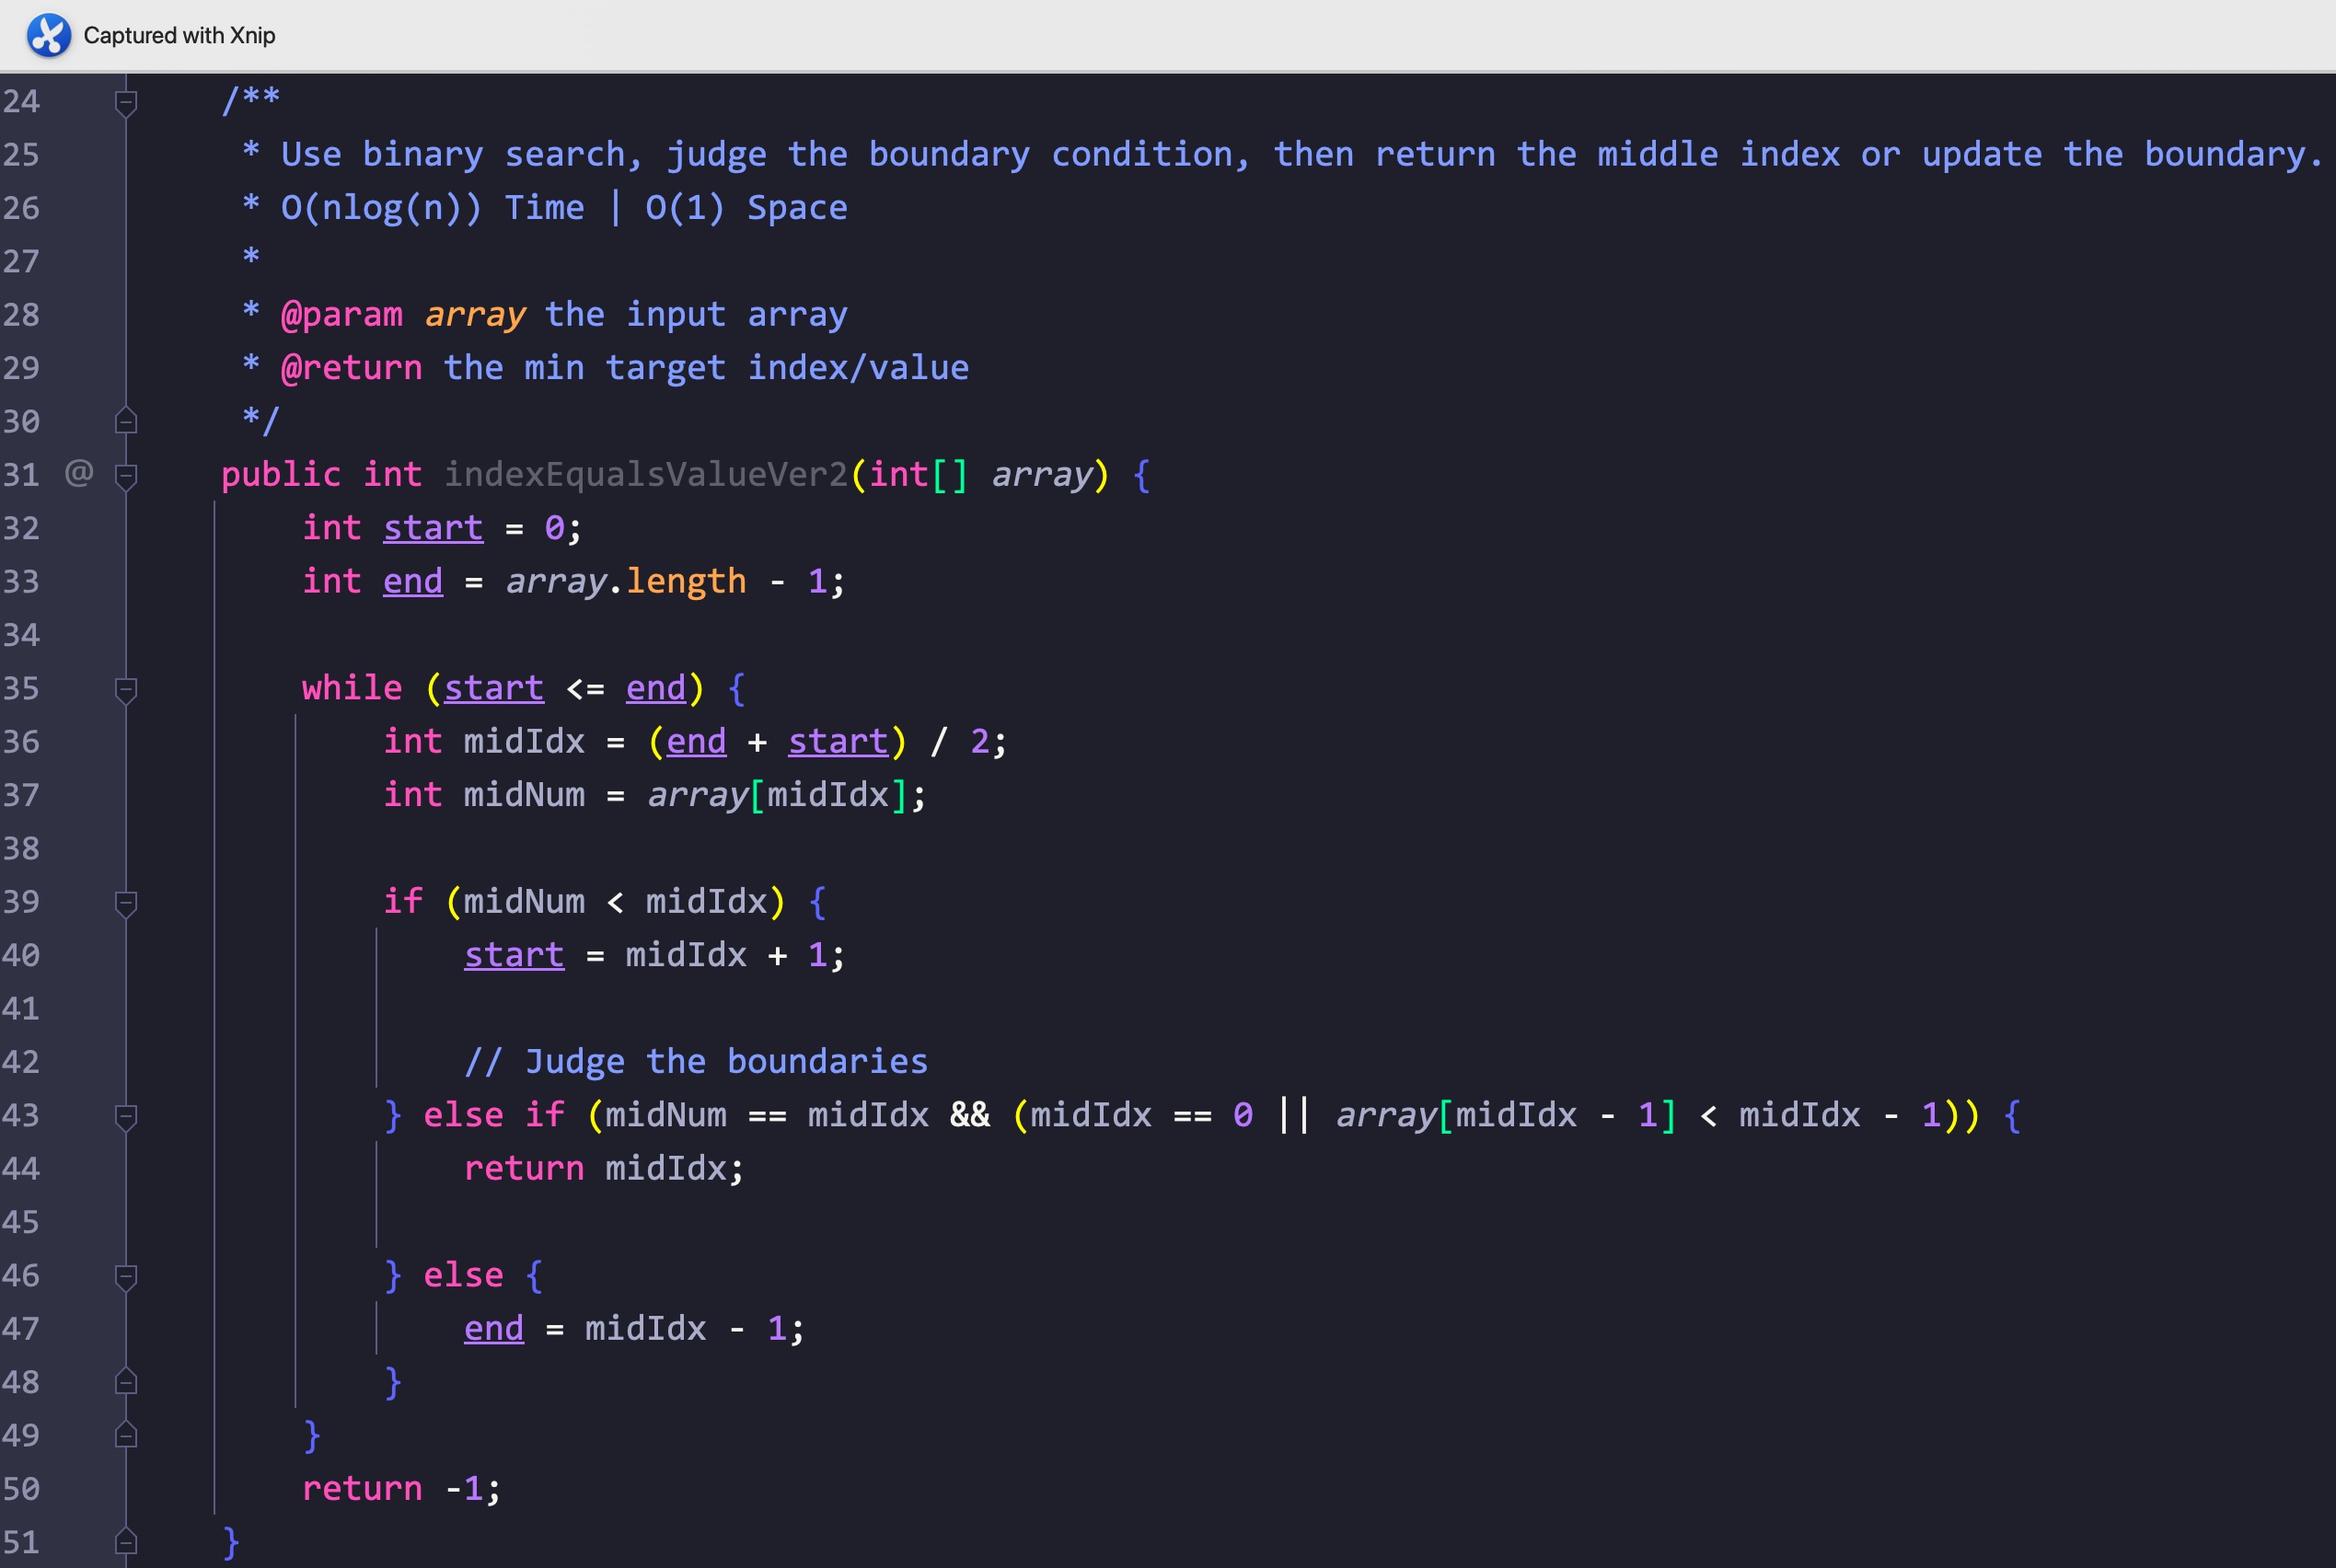 Captured with Xnip
24 /**
25 * Use binary search, judge the boundary condition, then return the middle index or update the boundary.
26 * O(nlog(n)) Time | O(1) Space
27 *
28 * @param array the input array
29 * @return the min target index/value
30 */
31 @ public int indexEqualsValueVer2(int[] array) {
32 int start = 0;
33 int end = array.length - 1;
34
35 while (start <= end) {
36 int midIdx = (end + start) / 2;
37 int midNum = array[midIdx];
38
39 if (midNum < midIdx) {
40 start = midIdx + 1;
41
42 // Judge the boundaries
43 } else if (midNum == midIdx && (midIdx == 0 || array[midIdx - 1] < midIdx - 1)) {
44 return midIdx;
45
46 } else {
47 end = midIdx - 1;
48 }
49 }
50 return -1;
51 }